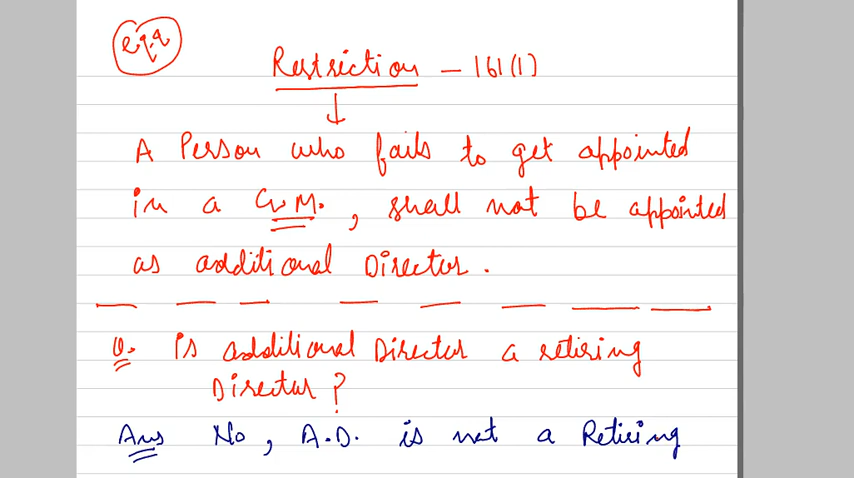 eq.q
Restriction – 161(1)
A Person who fails to get appointed
in a G.M., shall not be appointed
as additional Director.
Q. Is additional Director a retiring
Director?
Ans No, A.D. is not a Retiring